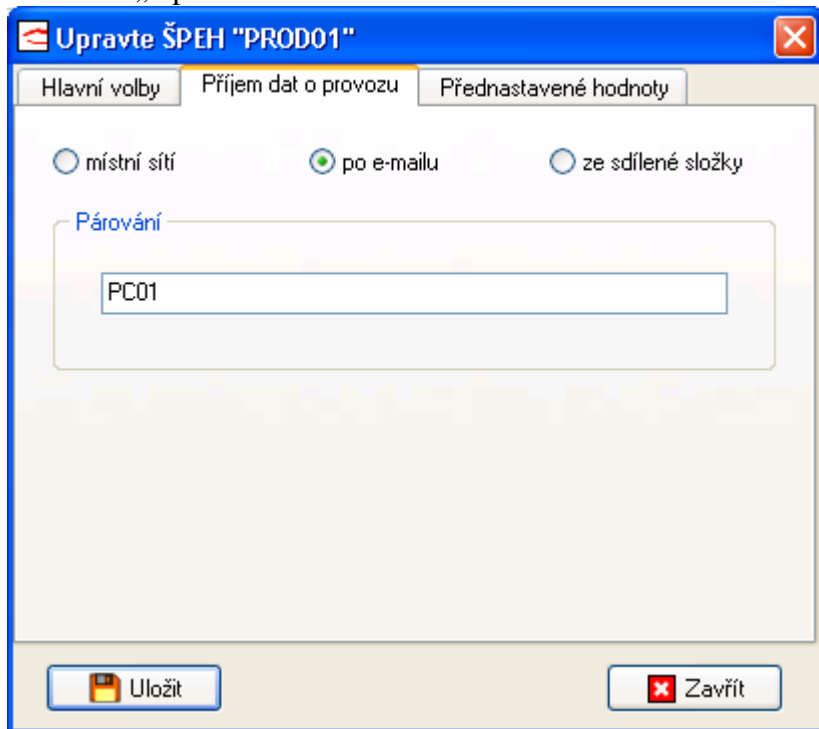 Upravte ŠPEH "PROD01"
Hlavní volby Příjem dat o provozu Přednastavené hodnoty
místní sítí po e-mailu ze sdílené složky
Párování
PC01
Uložit Zavřít